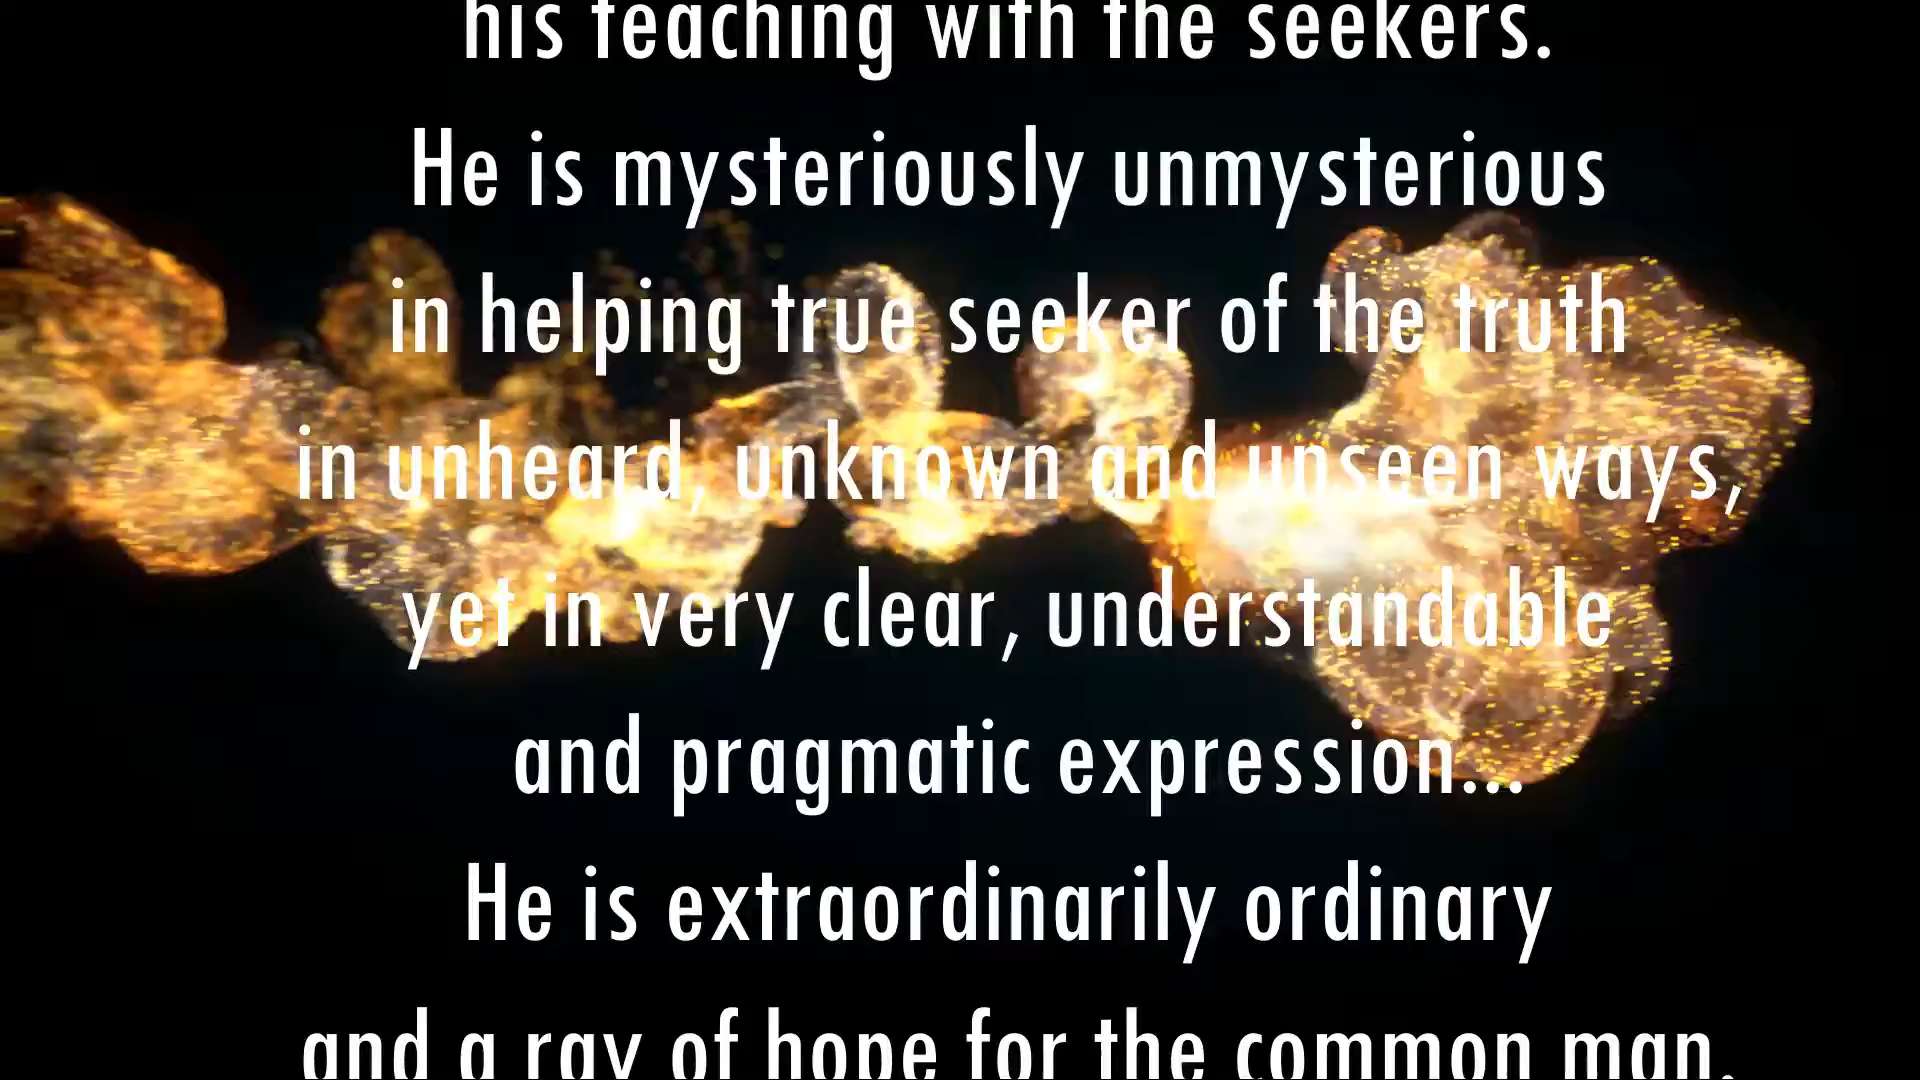 his teaching with the seekers.
He is mysteriously unmysterious
in helping true seeker of the truth
in unheard, unknown and unseen ways,
yet in very clear, understandable
and pragmatic expression...
He is extraordinarily ordinary
and a ray of hope for the common man.